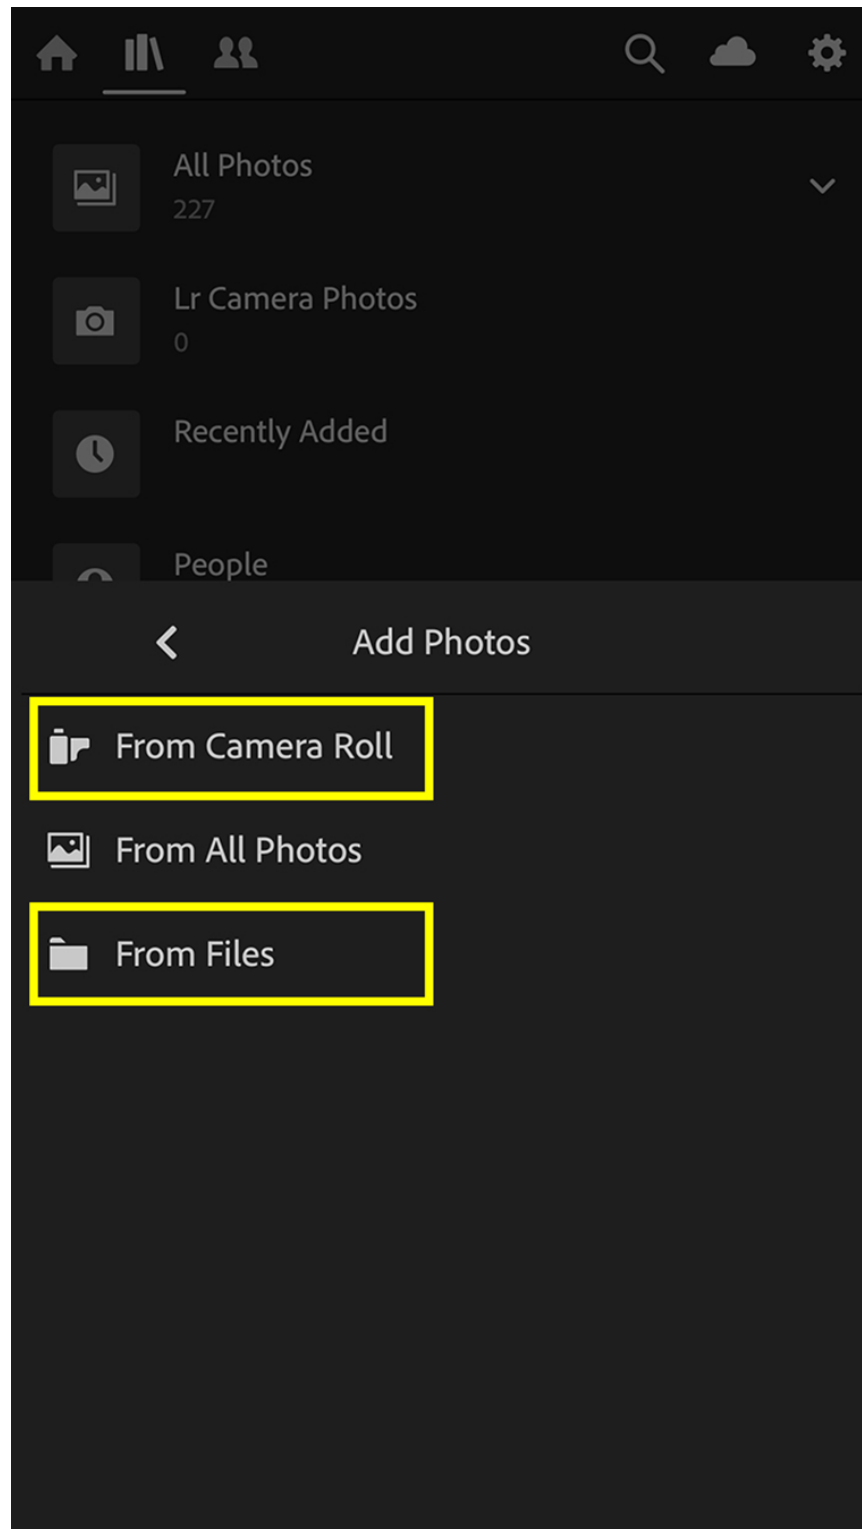 All Photos
227
Lr Camera Photos
0
Recently Added
People
Add Photos
From Camera Roll
From All Photos
From Files